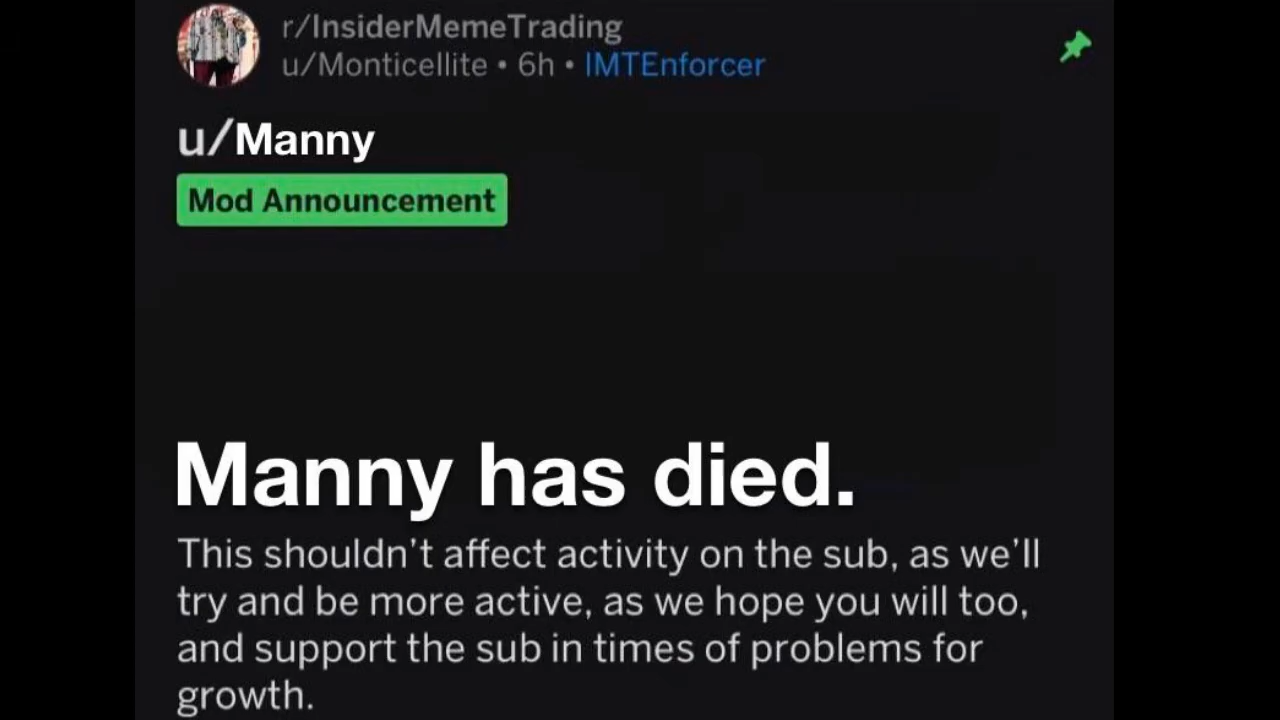 r/InsiderMemeTrading
u/Monticellite • 6h • IMTEnforcer
u/Manny
Mod Announcement
Manny has died.
This shouldn’t affect activity on the sub, as we’ll
try and be more active, as we hope you will too,
and support the sub in times of problems for
growth.